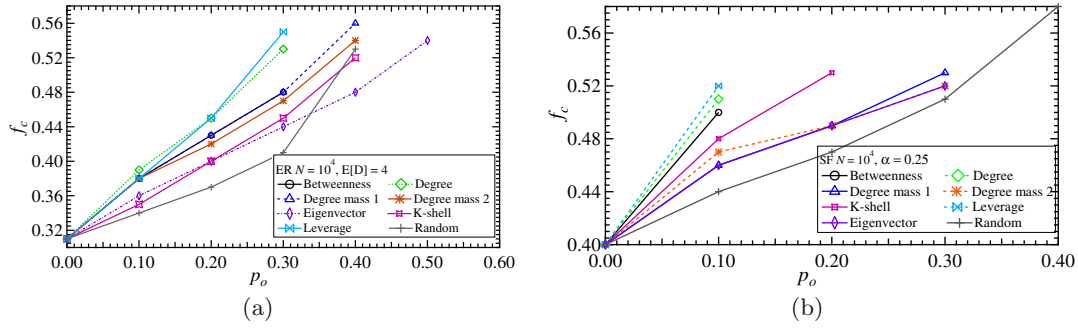 0.56
0.52
0.48
0.44
0.40
0.36
0.32
f_c
0.00 0.10 0.20 0.30 0.40 0.50 0.60
p_o
ER N = 10^4, E[D] = 4
Betweenness Degree
Degree mass 1 Degree mass 2
Eigenvector K-shell
Leverage Random
(a)
0.56
0.52
0.48
0.44
0.40
f_c
0.00 0.10 0.20 0.30 0.40
p_o
SF N = 10^4, α = 0.25
Betweenness Degree
Degree mass 1 Degree mass 2
K-shell Leverage
Eigenvector Random
(b)